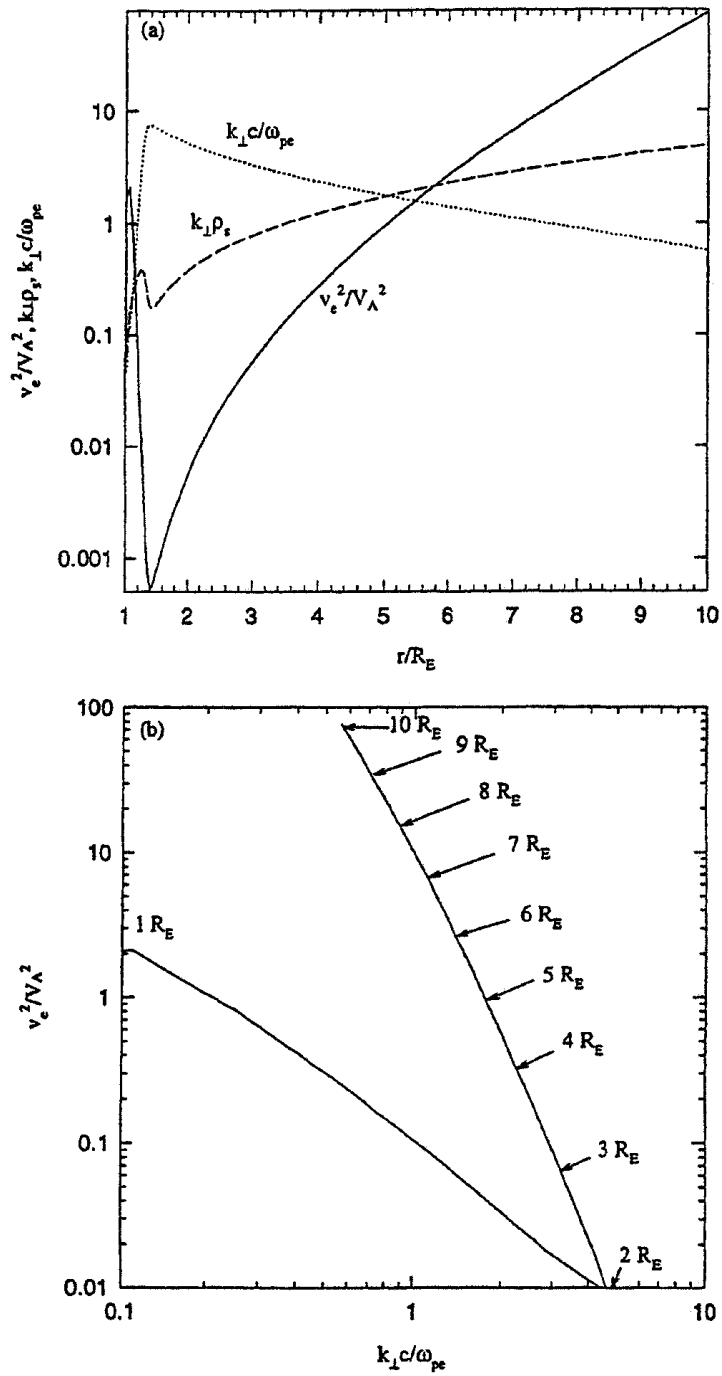 (a)
10
1
0.1
0.01
0.001
k⊥c/ωpe
k⊥ρs
ve²/VA²
ve²/VA², k⊥ρs, k⊥c/ωpe
1 2 3 4 5 6 7 8 9 10
r/RE
(b)
100
10
1
0.1
0.01
10 RE
9 RE
8 RE
7 RE
6 RE
5 RE
4 RE
3 RE
2 RE
1 RE
ve²/VA²
0.1 1 10
k⊥c/ωpe